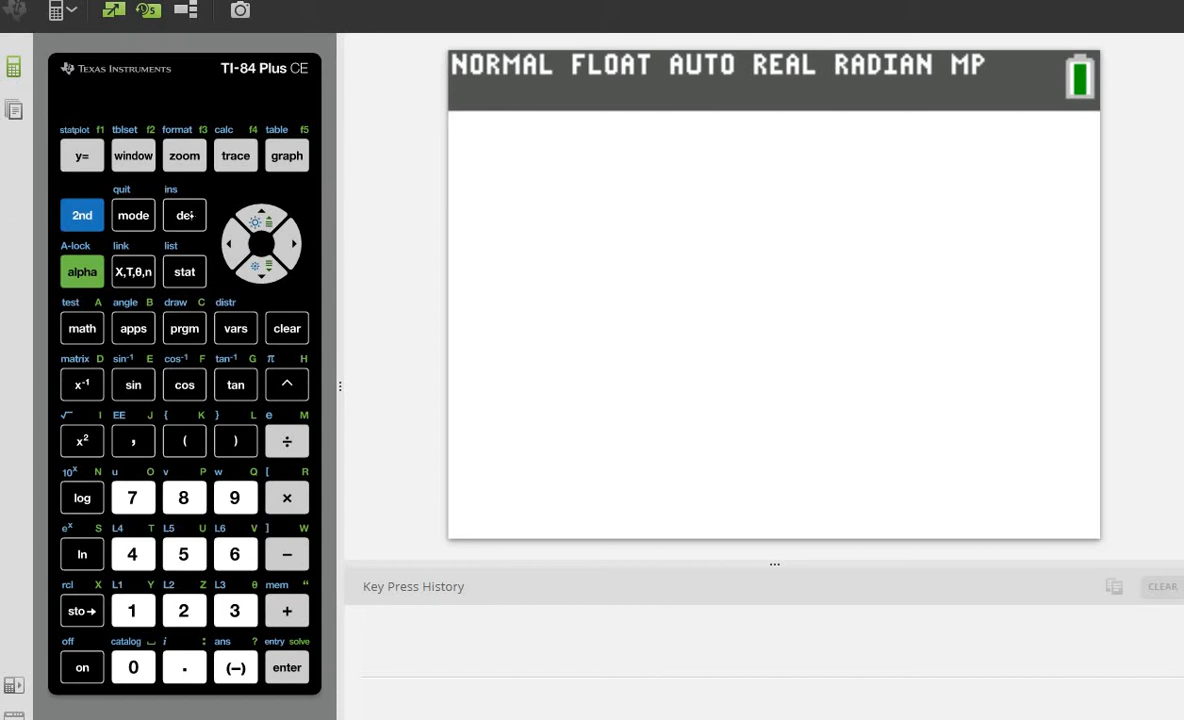 TEXAS INSTRUMENTS TI-84 Plus CE
NORMAL FLOAT AUTO REAL RADIAN MP
statplot f1 tblset f2 format f3 calc f4 table f5
y= window zoom trace graph
quit ins
2nd mode del
A-lock link list
alpha X,T,θ,n stat
test A angle B draw C distr
math apps prgm vars clear
matrix D sin⁻¹ E cos⁻¹ F tan⁻¹ G π H
x⁻¹ sin cos tan ^
√ I EE J { K } L e M
x² , ( ) ÷
10ˣ N u O v P w Q [ R
log 7 8 9 ×
eˣ S L4 T L5 U L6 V ] W
ln 4 5 6 −
rcl X L1 Y L2 Z L3 θ mem "
sto→ 1 2 3 +
off catalog ⎵ i : ans ? entry solve
on 0 . (−) enter
Key Press History
CLEAR